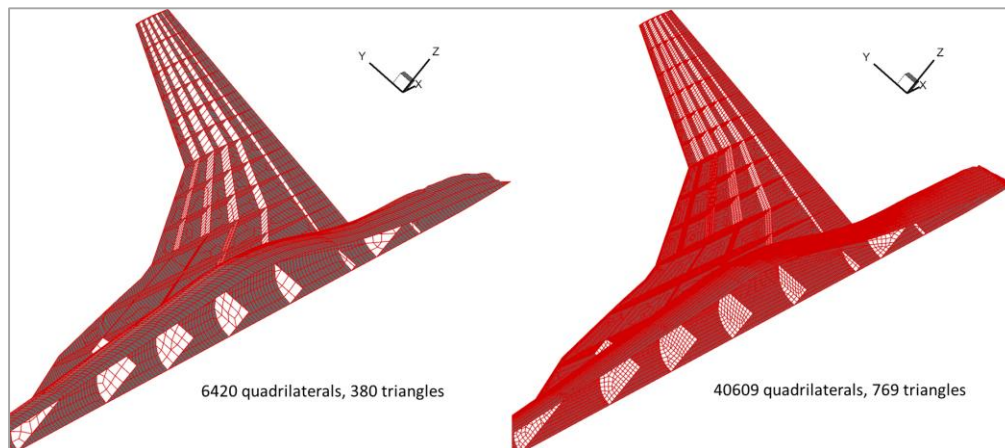 Y
Z
X
Y
Z
X
6420 quadrilaterals, 380 triangles
40609 quadrilaterals, 769 triangles